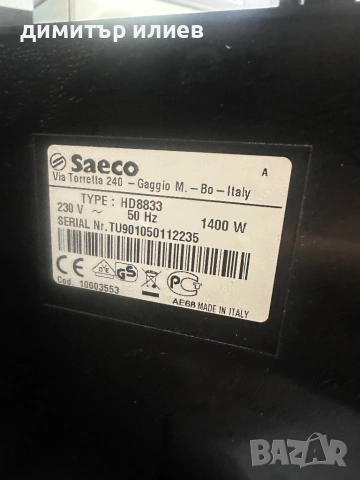 димитър илиев
Saeco
A
Via Torretta 240 - Gaggio M. - Bo - Italy
TYPE : HD8833
230 V ~ 50 Hz 1400 W
SERIAL Nr.TU901050112235
CE GS
Cod. 10003553
AE68 MADE IN ITALY
BAZAR